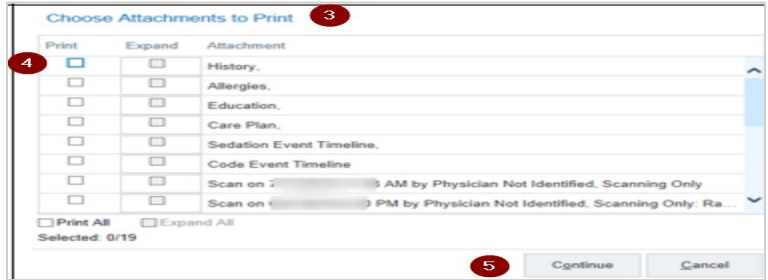 Choose Attachments to Print 3
Print Expand Attachment
4 History,
Allergies,
Education,
Care Plan,
Sedation Event Timeline,
Code Event Timeline
Scan on AM by Physician Not Identified, Scanning Only
Scan on PM by Physician Not Identified, Scanning Only: Ra...
Print All Expand All
Selected: 0/19
5 Continue Cancel